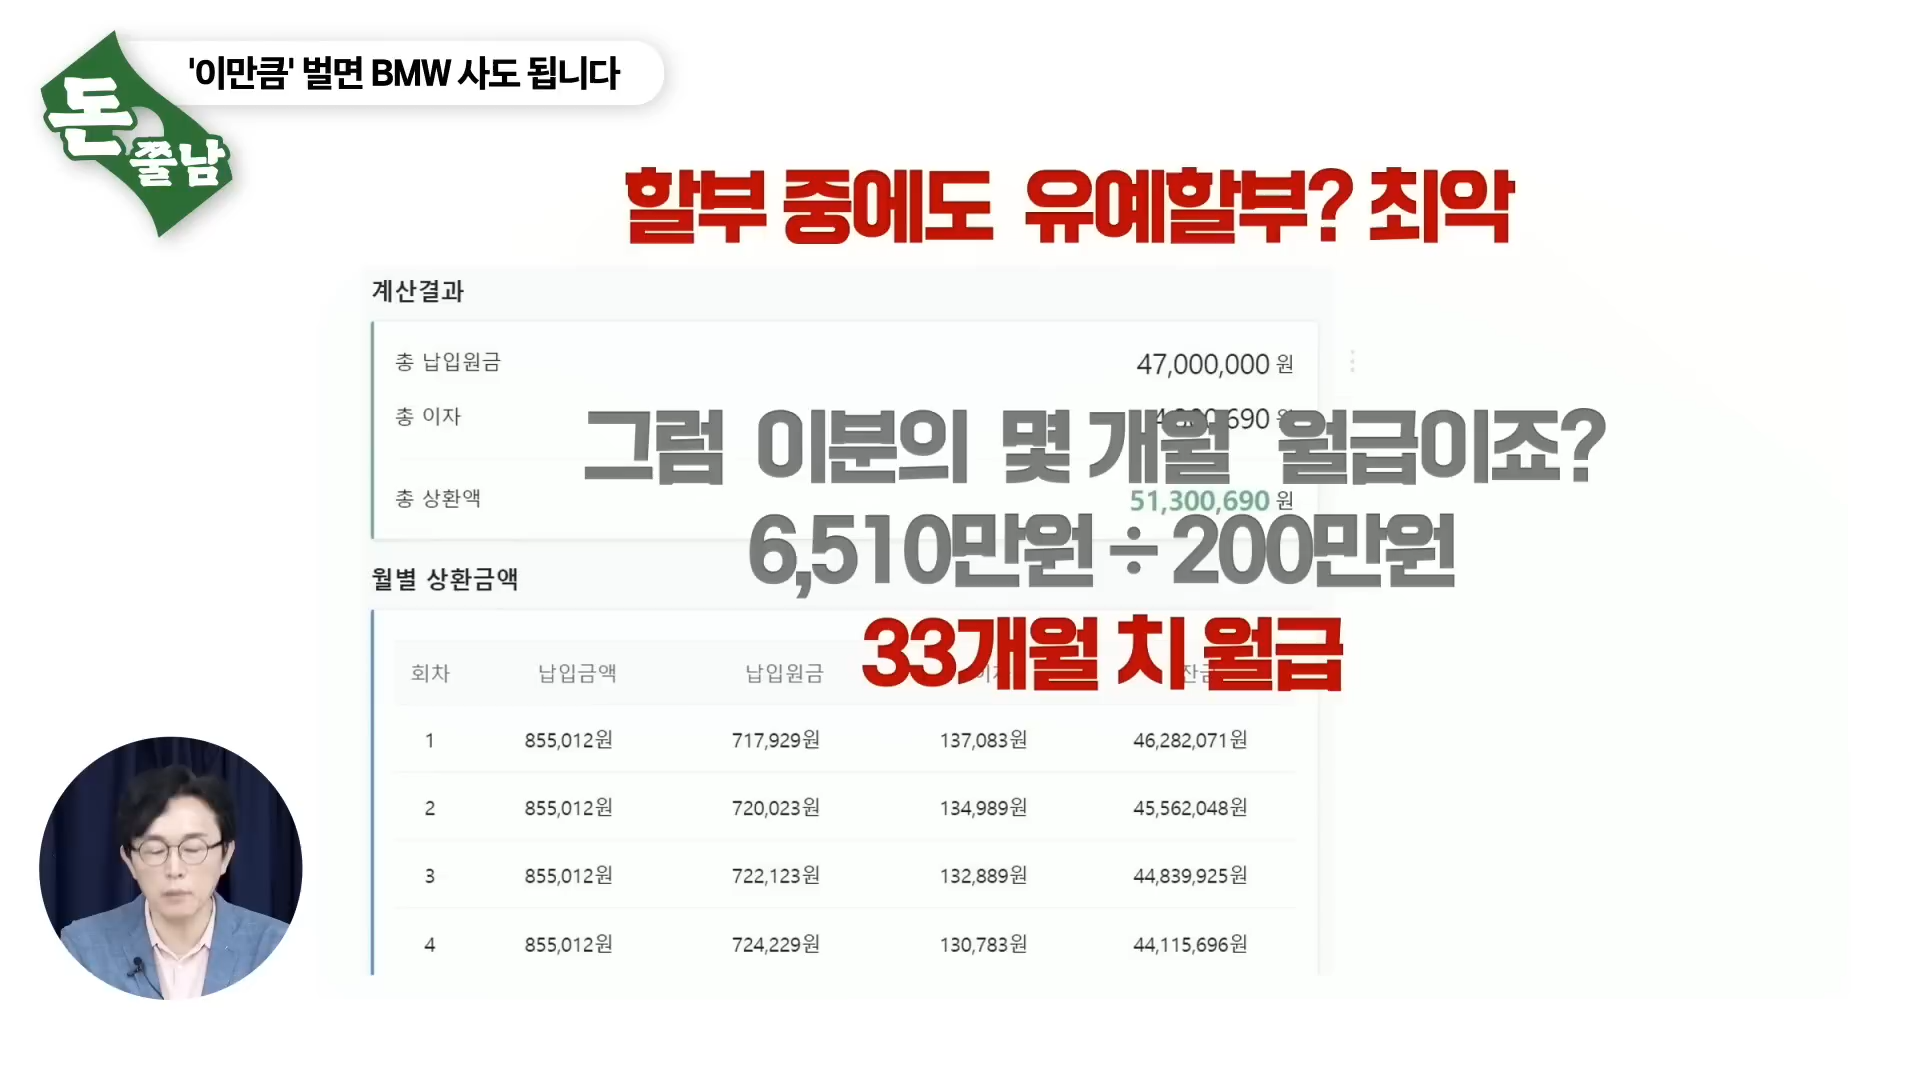 '이만큼' 벌면 BMW 사도 됩니다
돈
쭐남
할부 중에도 유예할부? 최악
계산결과
총 납입원금 47,000,000 원
총 이자 4,300,690 원
그럼 이분의 몇 개월 월급이죠?
총 상환액 51,300,690 원
6,510만원 ÷ 200만원
월별 상환금액
33개월 치 월급
회차 납입금액 납입원금 이자 잔금
1 855,012원 717,929원 137,083원 46,282,071원
2 855,012원 720,023원 134,989원 45,562,048원
3 855,012원 722,123원 132,889원 44,839,925원
4 855,012원 724,229원 130,783원 44,115,696원